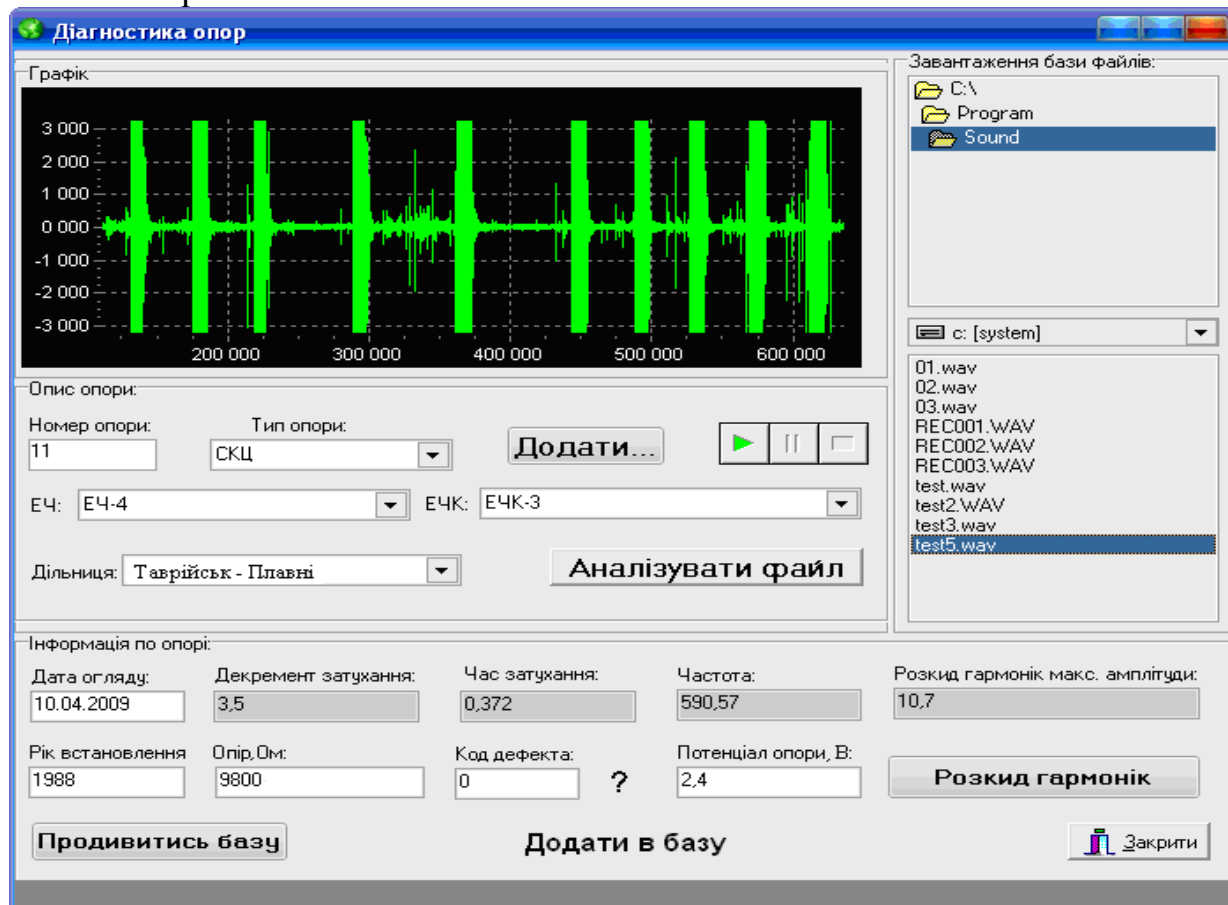 Діагностика опор
Графік
3 000
2 000
1 000
0 000
-1 000
-2 000
-3 000
200 000 300 000 400 000 500 000 600 000
Завантаження бази файлів:
C:\
Program
Sound
c: [system]
01.wav
02.wav
03.wav
REC001.WAV
REC002.WAV
REC003.WAV
test.wav
test2.WAV
test3.wav
test5.wav
Опис опори:
Номер опори: Тип опори:
11 СКЦ Додати...
ЕЧ: ЕЧ-4 ЕЧК: ЕЧК-3
Дільниця: Таврійськ - Плавні Аналізувати файл
Інформація по опорі:
Дата огляду: Декремент затухання: Час затухання: Частота: Розкид гармонік макс. амплітуди:
10.04.2009 3,5 0,372 590,57 10,7
Рік встановлення Опір,Ом: Код дефекта: Потенціал опори, В:
1988 9800 0 ? 2,4 Розкид гармонік
Продивитись базу Додати в базу Закрити